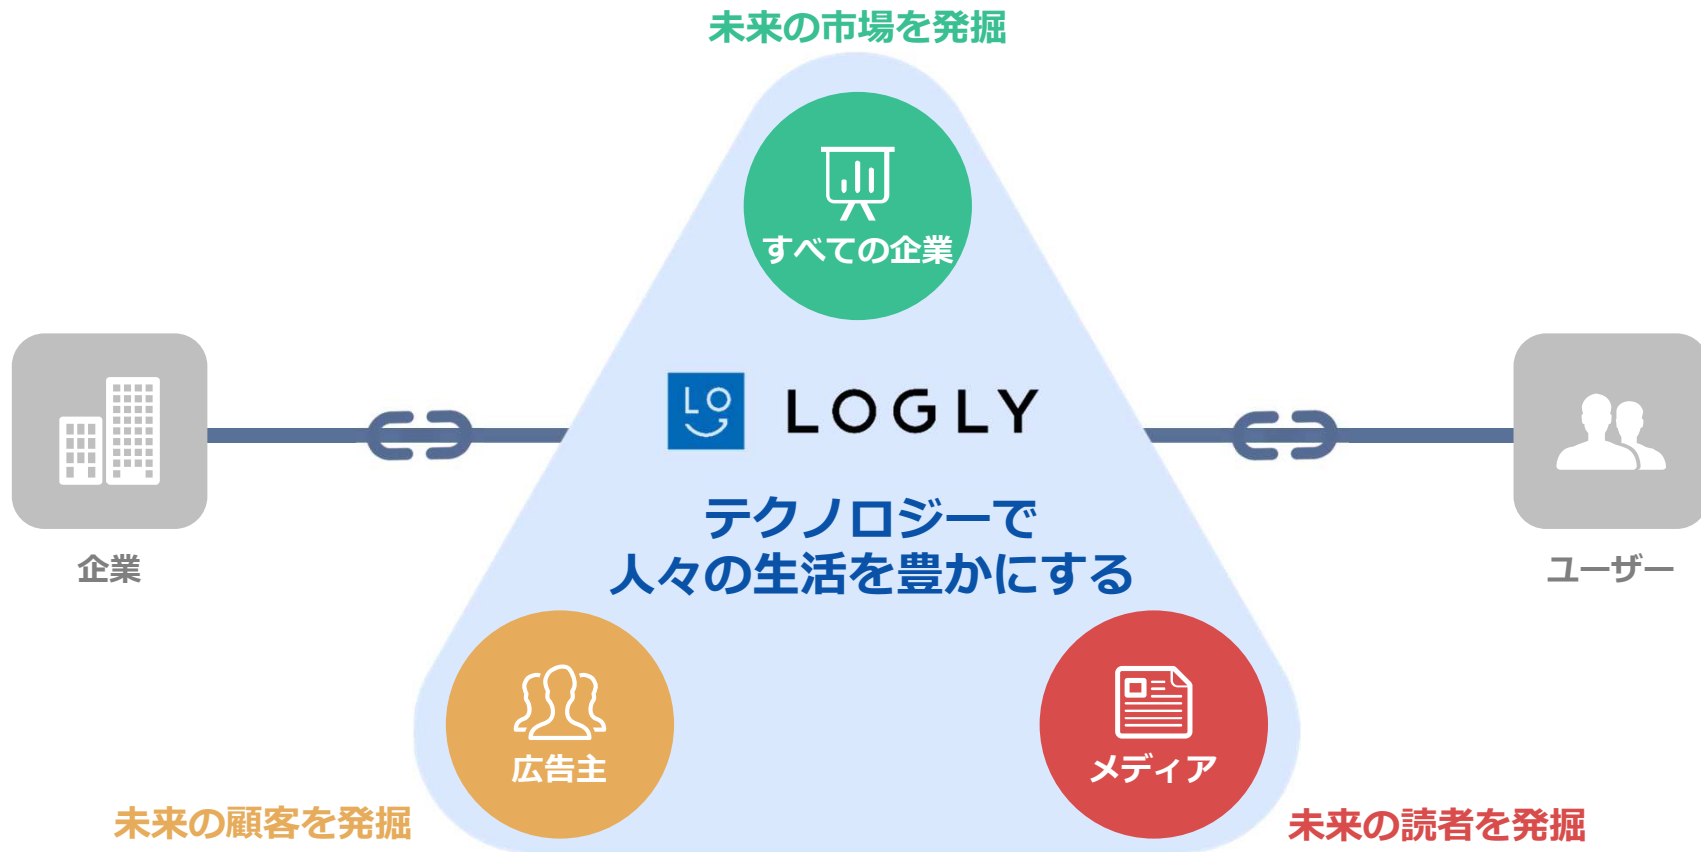 未来の市場を発掘
すべての企業
LO
LOGLY
テクノロジーで
人々の生活を豊かにする
企業
ユーザー
広告主
メディア
未来の顧客を発掘
未来の読者を発掘